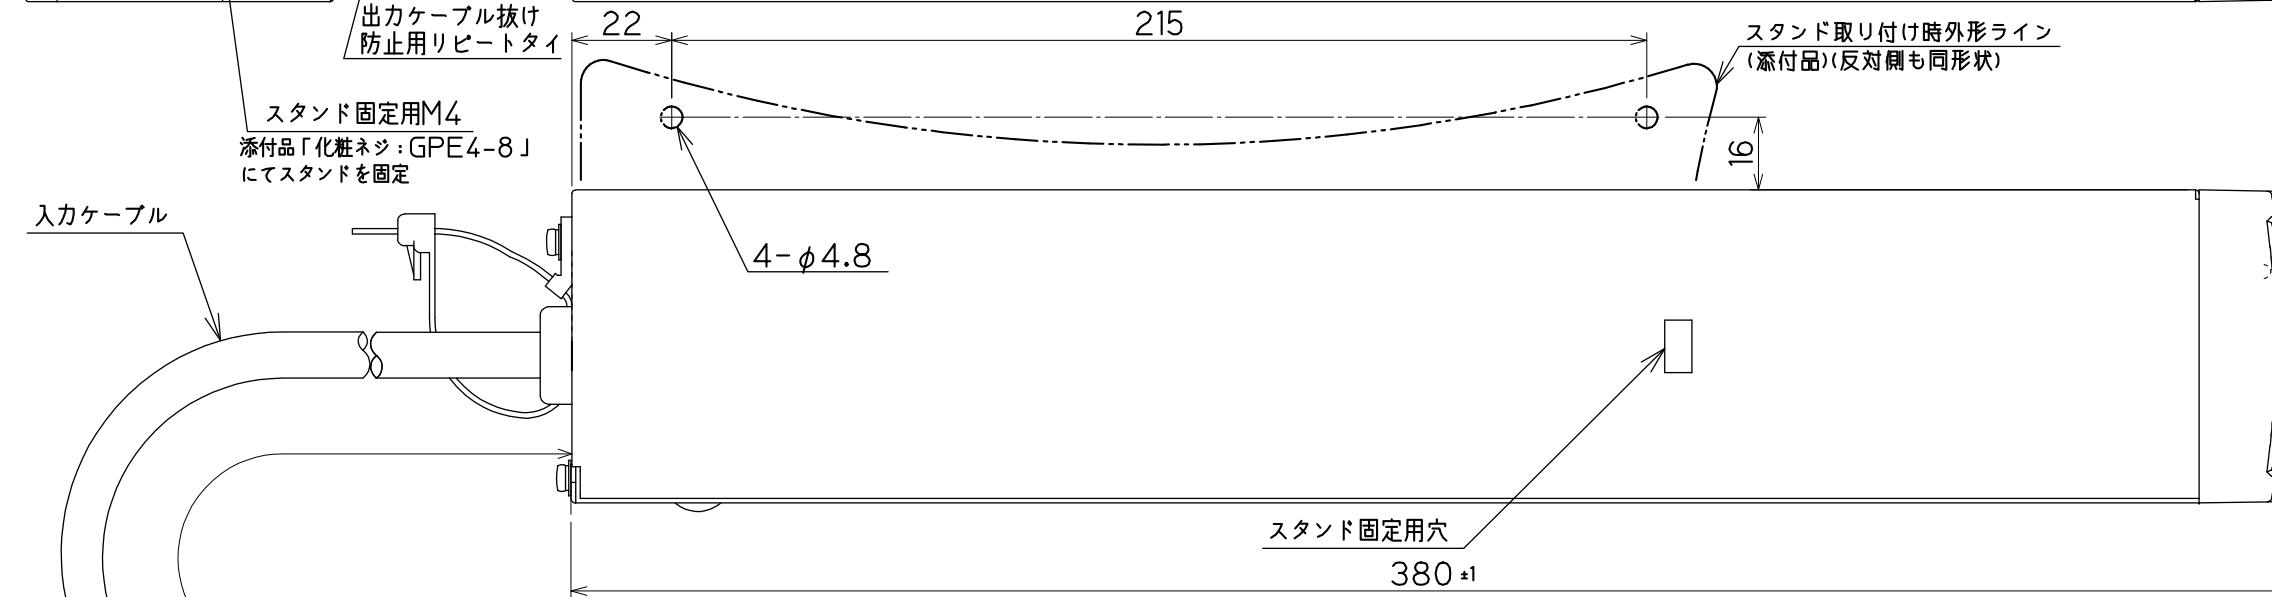 出力ケーブル抜け
防止用リピートタイ
22
215
スタンド取り付け時外形ライン
(添付品)(反対側も同形状)
スタンド固定用M4
添付品「化粧ネジ:GPE4-8」
にてスタンドを固定
16
入力ケーブル
4-φ4.8
スタンド固定用穴
380 ±1